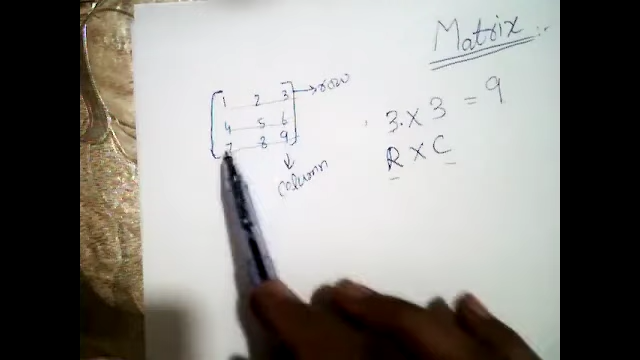 Matrix :-
1 2 3 → row
4 5 6
7 8 9
column
3 × 3 = 9
R × C